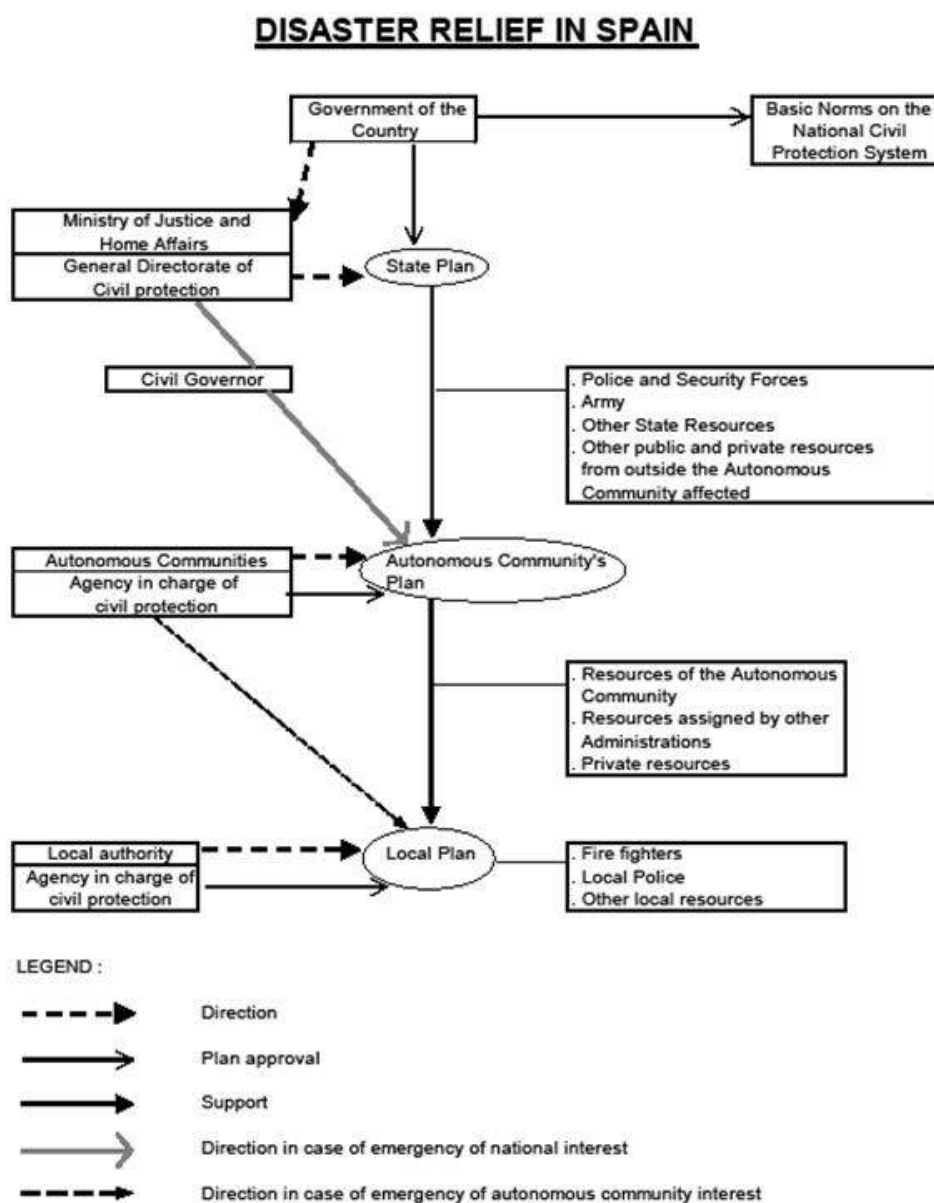 DISASTER RELIEF IN SPAIN
Government of the
Country
Basic Norms on the
National Civil
Protection System
Ministry of Justice and
Home Affairs
General Directorate of
Civil protection
State Plan
Civil Governor
. Police and Security Forces
. Army
. Other State Resources
. Other public and private resources
from outside the Autonomous
Community affected
Autonomous Communities
Agency in charge of
civil protection
Autonomous Community's
Plan
. Resources of the Autonomous
Community
. Resources assigned by other
Administrations
. Private resources
Local authority
Agency in charge of
civil protection
Local Plan
. Fire fighters
. Local Police
. Other local resources
LEGEND :
Direction
Plan approval
Support
Direction in case of emergency of national interest
Direction in case of emergency of autonomous community interest